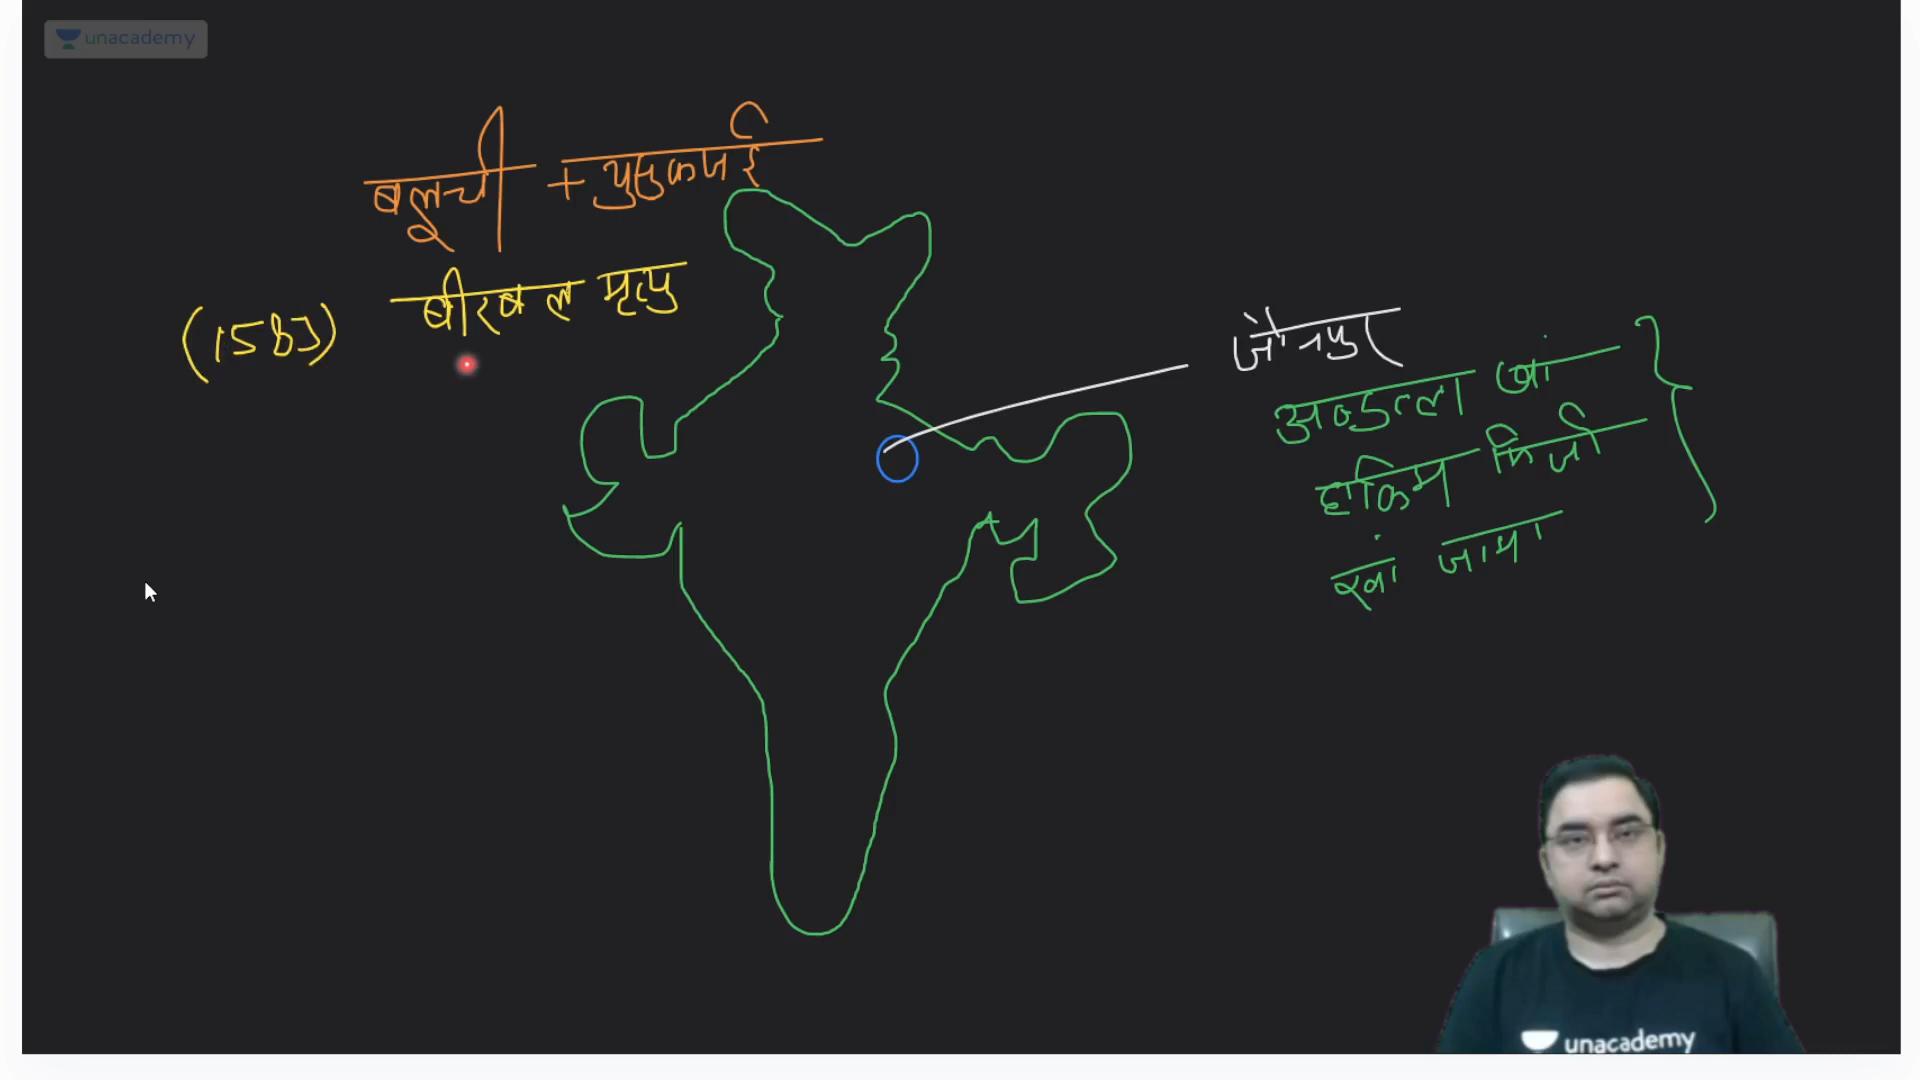 unacademy
बलूची + युसुफजई
(1583) बीरबल मृत्यु
जौनपुर
अब्दुल्ला खां
हाकिम मिर्जा
खां जामा
unacademy